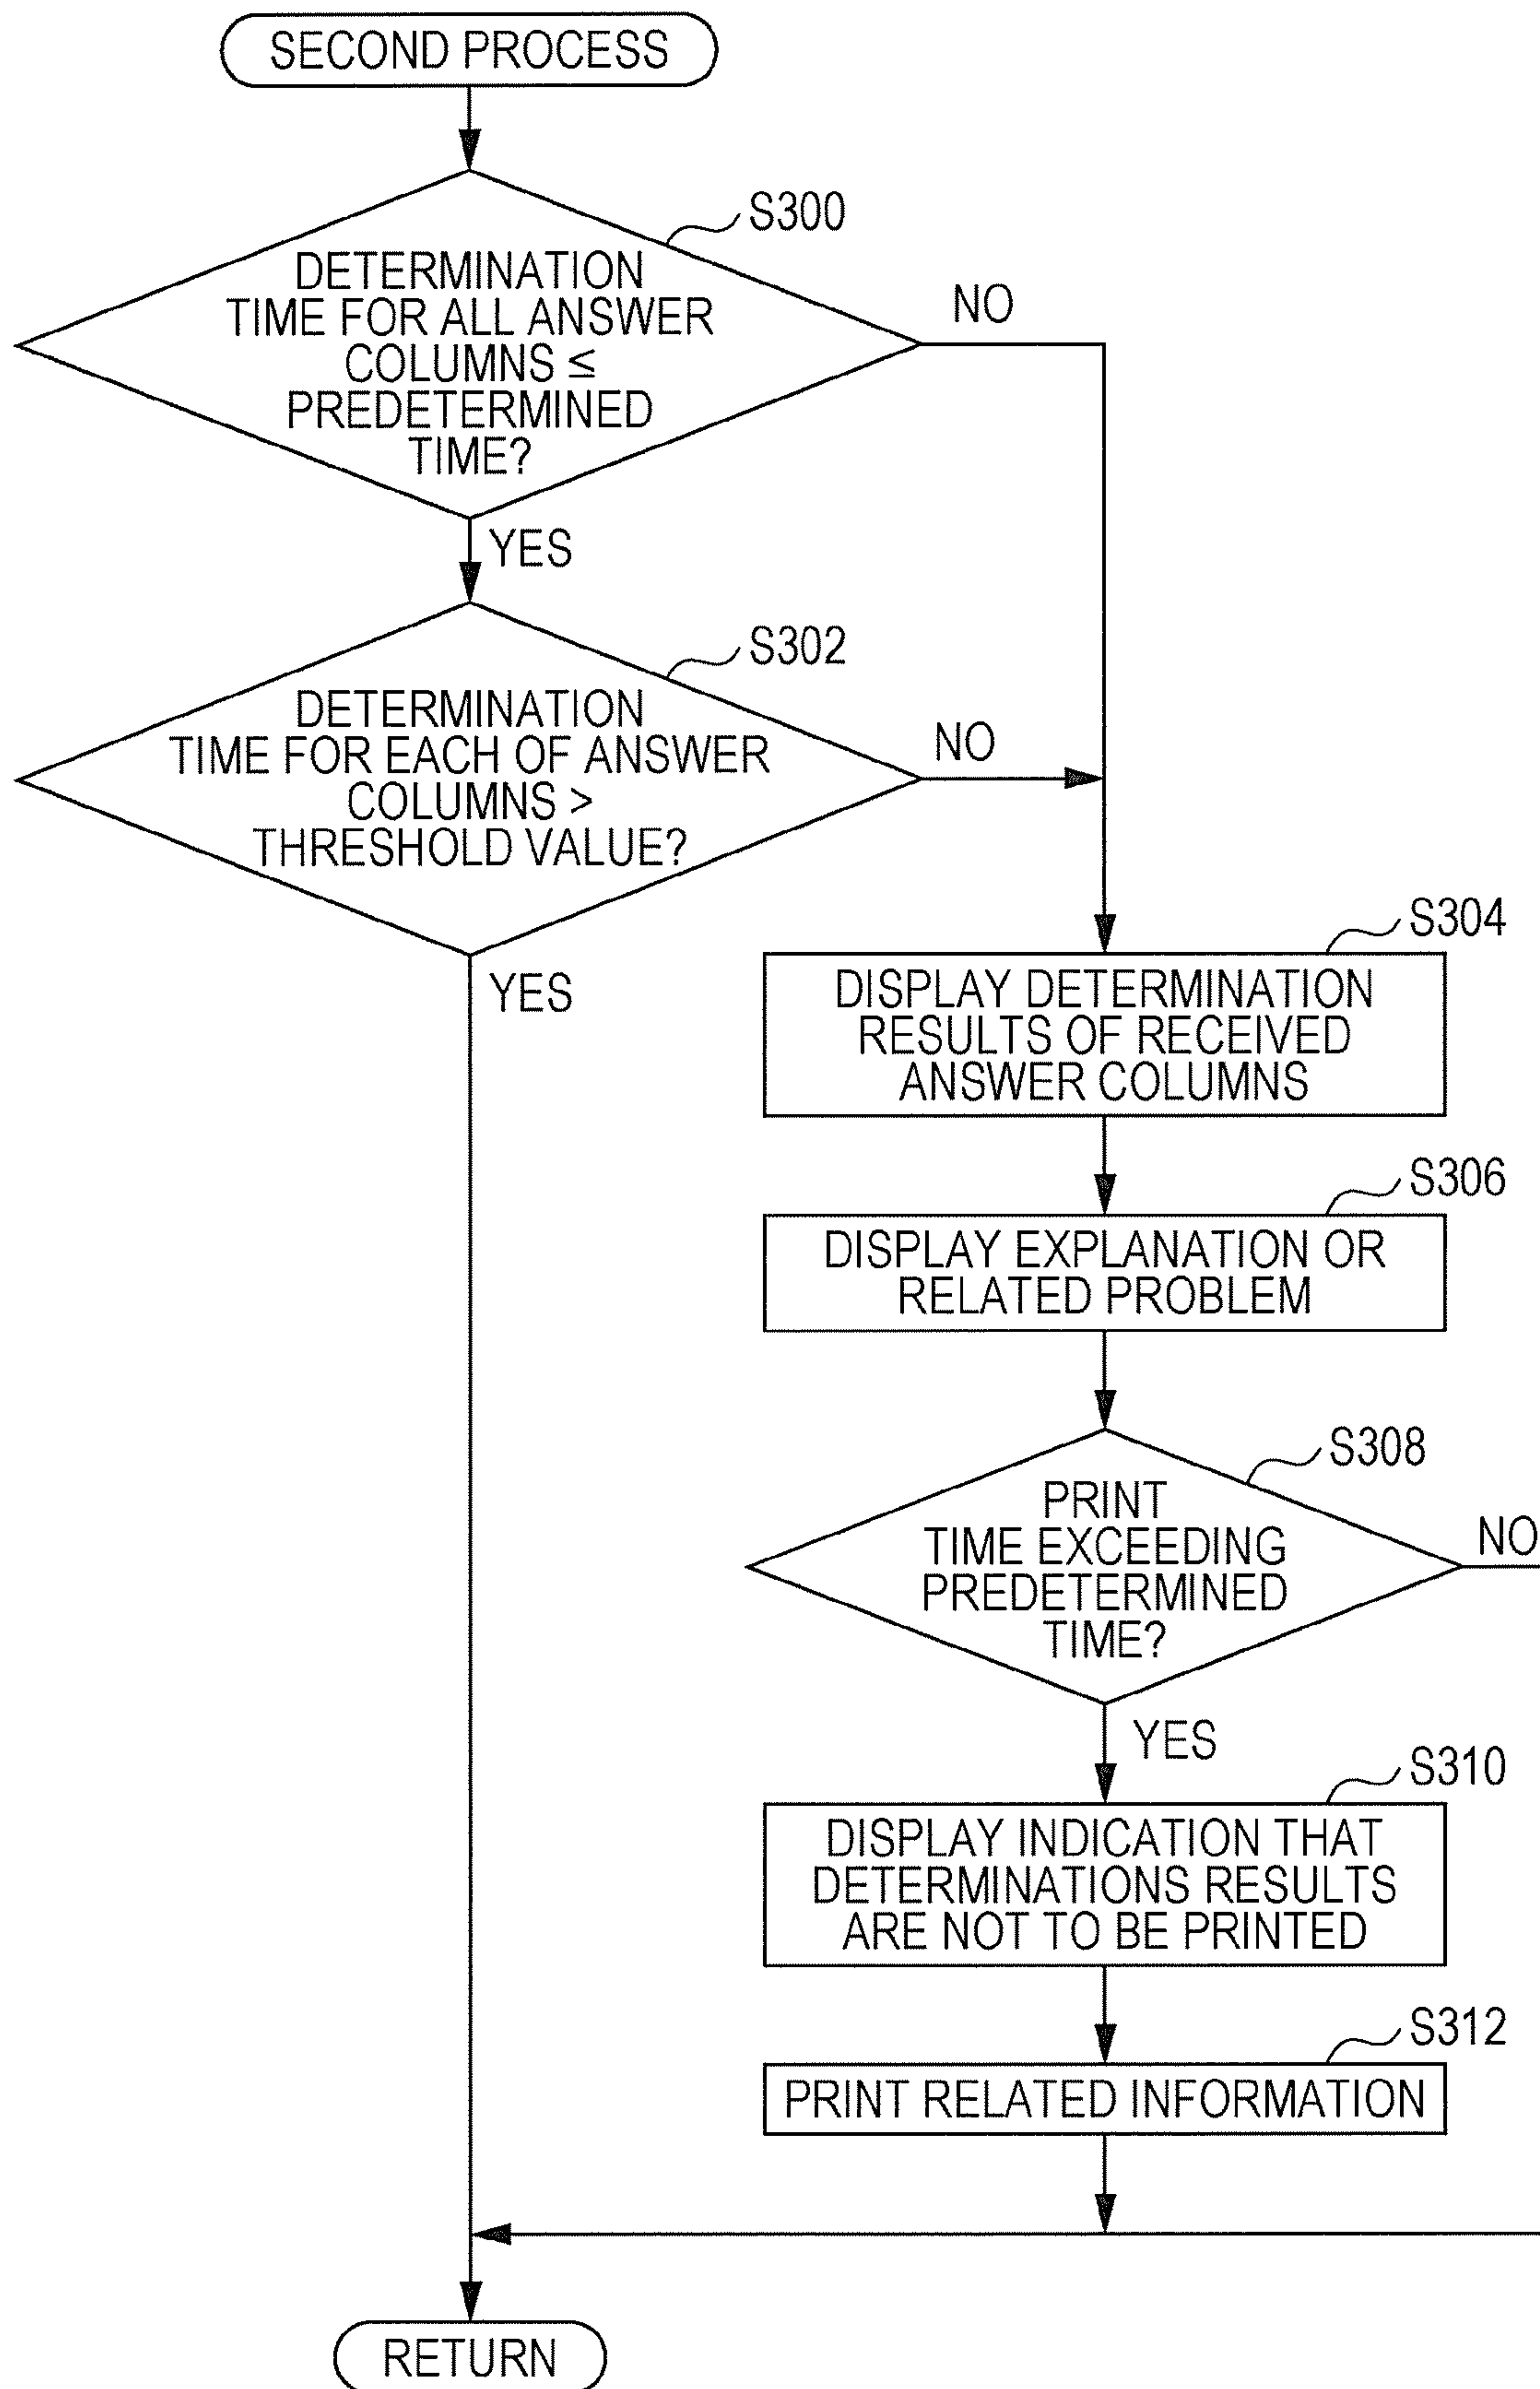 SECOND PROCESS
S300
DETERMINATION
TIME FOR ALL ANSWER
COLUMNS ≤
PREDETERMINED
TIME?
NO
YES
S302
DETERMINATION
TIME FOR EACH OF ANSWER
COLUMNS >
THRESHOLD VALUE?
NO
YES
S304
DISPLAY DETERMINATION
RESULTS OF RECEIVED
ANSWER COLUMNS
S306
DISPLAY EXPLANATION OR
RELATED PROBLEM
S308
PRINT
TIME EXCEEDING
PREDETERMINED
TIME?
NO
YES
S310
DISPLAY INDICATION THAT
DETERMINATIONS RESULTS
ARE NOT TO BE PRINTED
S312
PRINT RELATED INFORMATION
RETURN